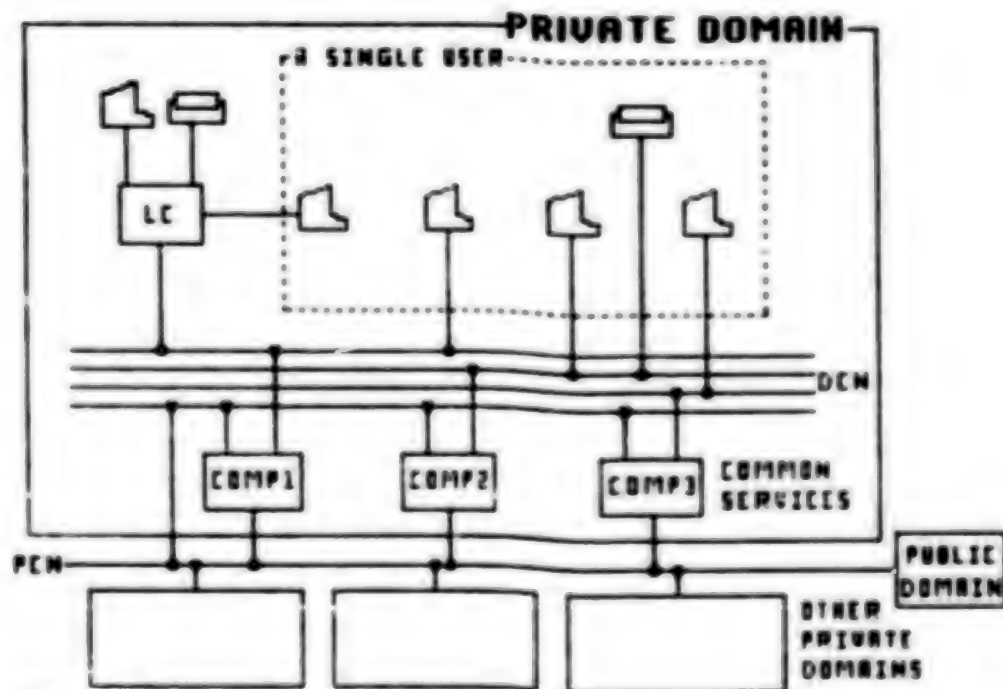 PRIVATE DOMAIN
A SINGLE USER
LC
DCN
COMP1
COMP2
COMP3
COMMON
SERVICES
PCN
PUBLIC
DOMAIN
OTHER
PRIVATE
DOMAINS